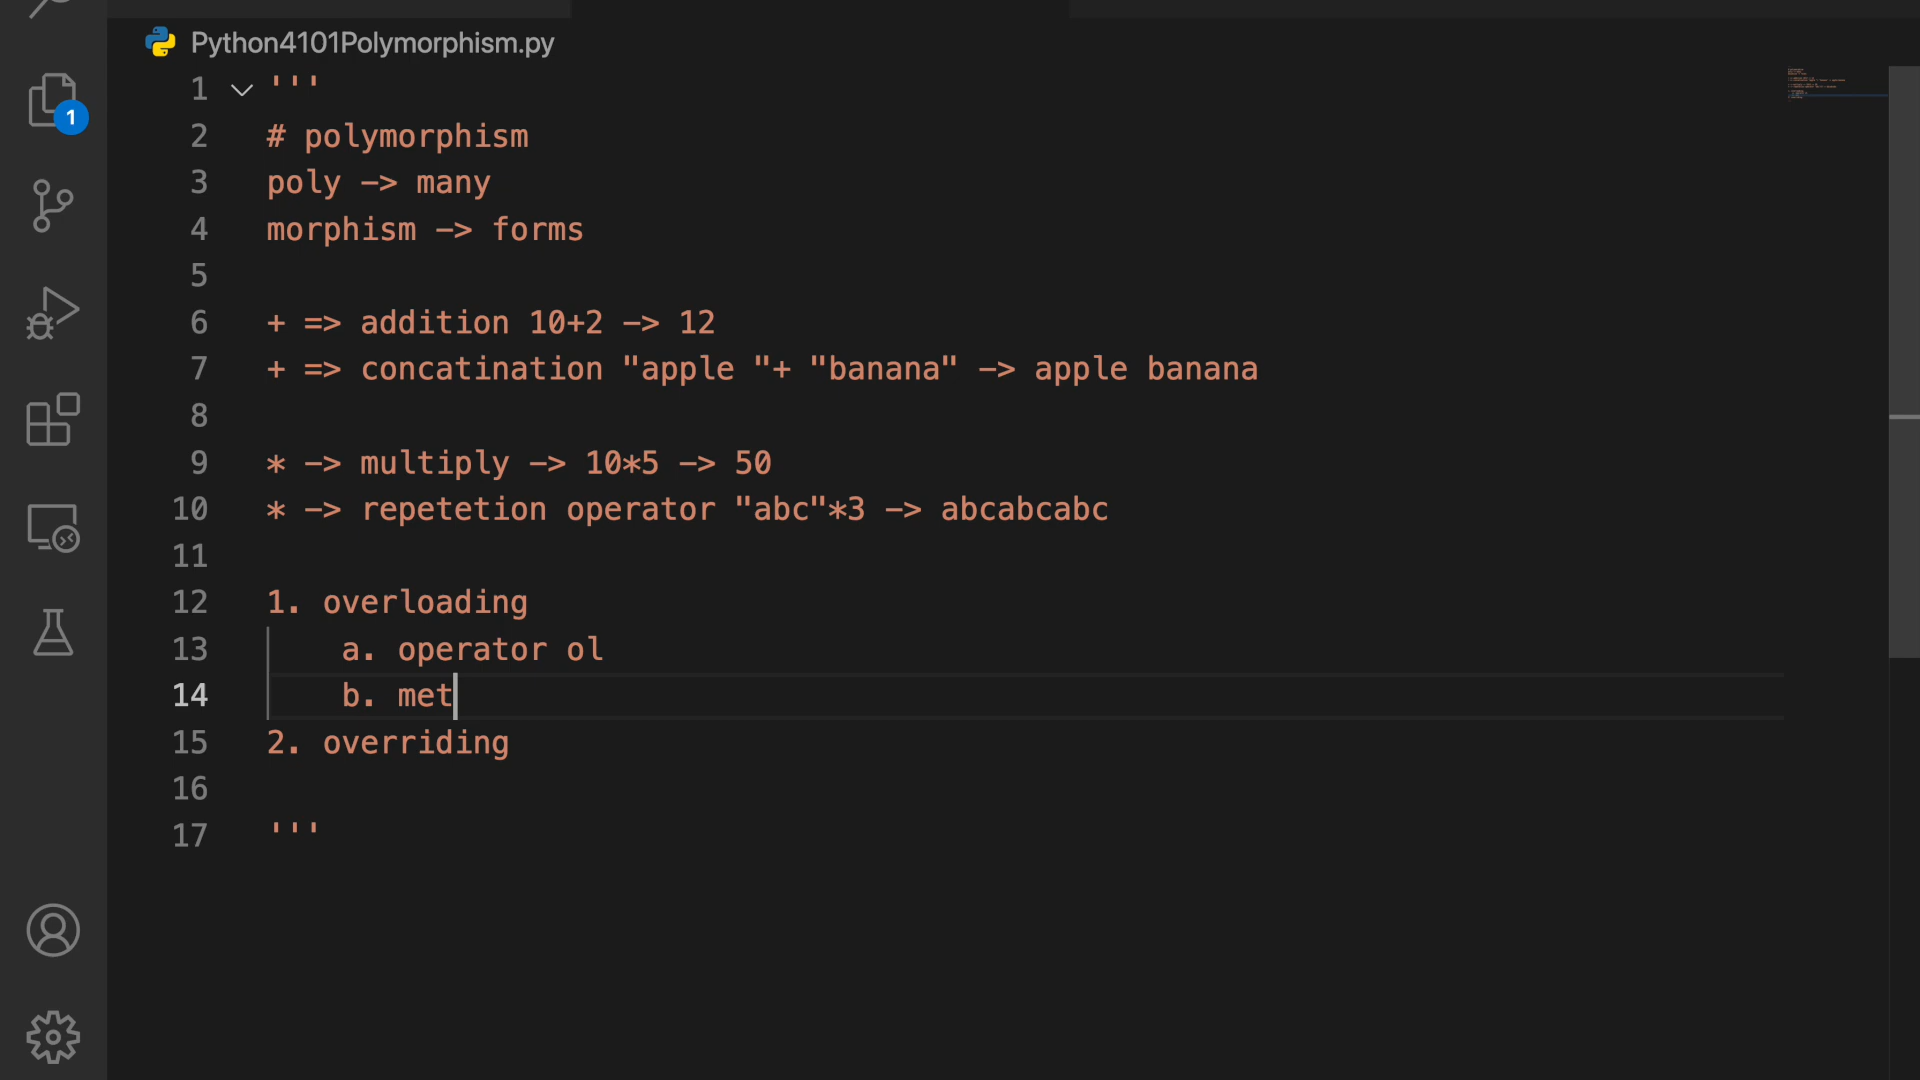 Python4101Polymorphism.py
1 '''
2 # polymorphism
3 poly -> many
4 morphism -> forms
5
6 + => addition 10+2 -> 12
7 + => concatination "apple "+ "banana" -> apple banana
8
9 * -> multiply -> 10*5 -> 50
10 * -> repetetion operator "abc"*3 -> abcabcabc
11
12 1. overloading
13 a. operator ol
14 b. met
15 2. overriding
16
17 '''
1